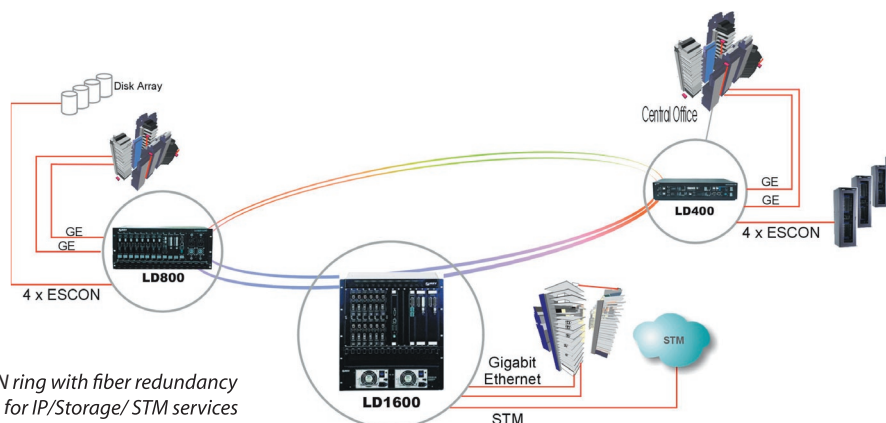 Disk Array
Central Office
GE
GE
4 x ESCON
LD800
LD400
GE
GE
4 x ESCON
LD1600
Gigabit
Ethernet
STM
STM
ring with fiber redundancy
for IP/Storage/ STM services